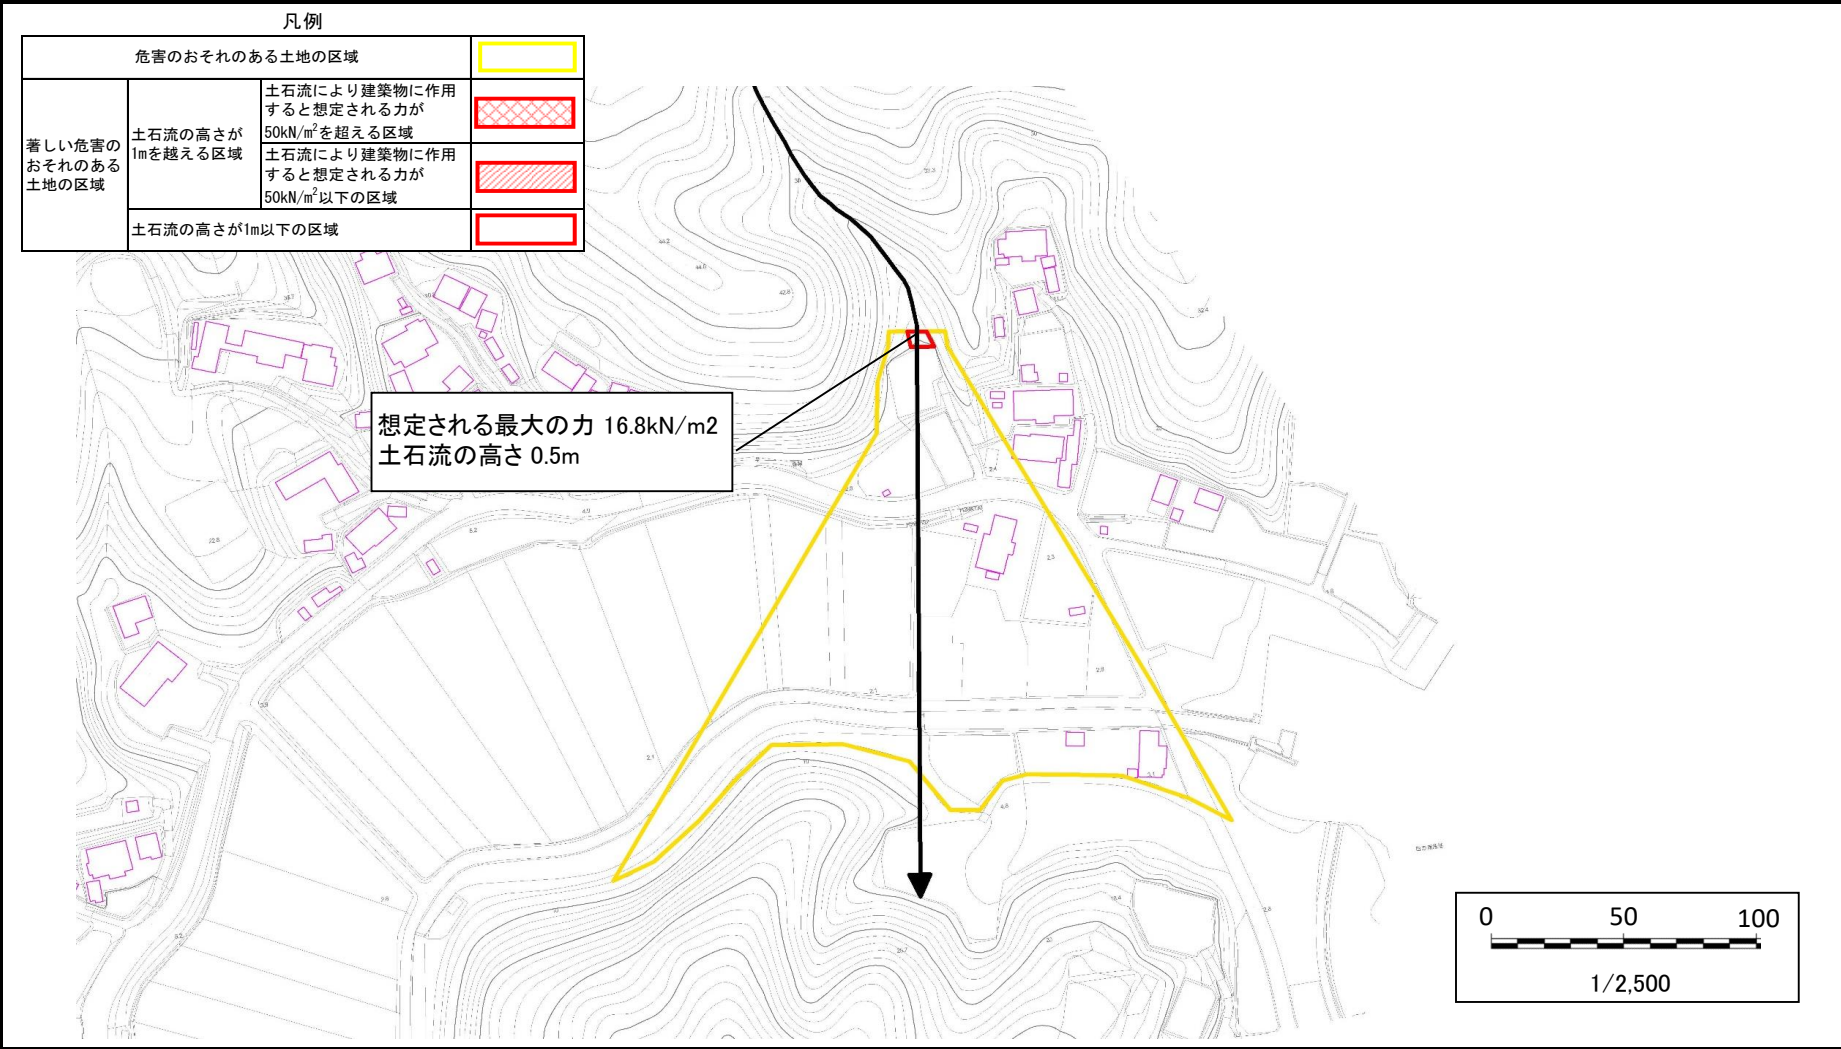 凡例
危害のおそれのある土地の区域
著しい危害の
おそれのある
土地の区域
土石流の高さが
1mを越える区域
土石流により建築物に作用
すると想定される力が
50kN/m²を超える区域
土石流により建築物に作用
すると想定される力が
50kN/m²以下の区域
土石流の高さが1m以下の区域
想定される最大の力 16.8kN/m2
土石流の高さ 0.5m
0 50 100
1/2,500